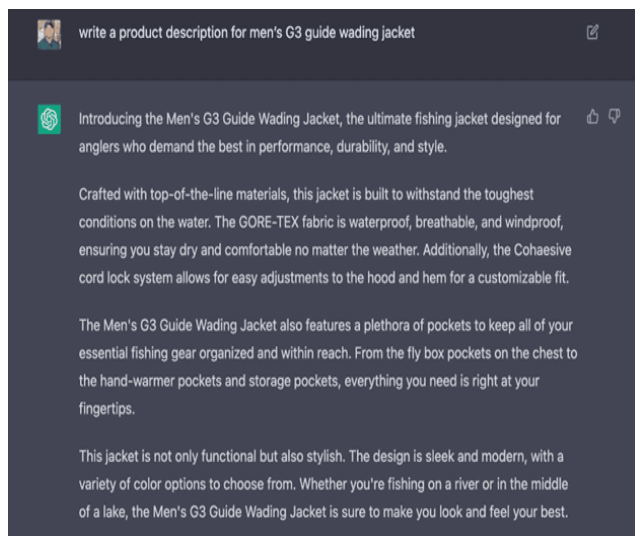 write a product description for men's G3 guide wading jacket
Introducing the Men's G3 Guide Wading Jacket, the ultimate fishing jacket designed for
anglers who demand the best in performance, durability, and style.
Crafted with top-of-the-line materials, this jacket is built to withstand the toughest
conditions on the water. The GORE-TEX fabric is waterproof, breathable, and windproof,
ensuring you stay dry and comfortable no matter the weather. Additionally, the Cohaesive
cord lock system allows for easy adjustments to the hood and hem for a customizable fit.
The Men's G3 Guide Wading Jacket also features a plethora of pockets to keep all of your
essential fishing gear organized and within reach. From the fly box pockets on the chest to
the hand-warmer pockets and storage pockets, everything you need is right at your
fingertips.
This jacket is not only functional but also stylish. The design is sleek and modern, with a
variety of color options to choose from. Whether you're fishing on a river or in the middle
of a lake, the Men's G3 Guide Wading Jacket is sure to make you look and feel your best.